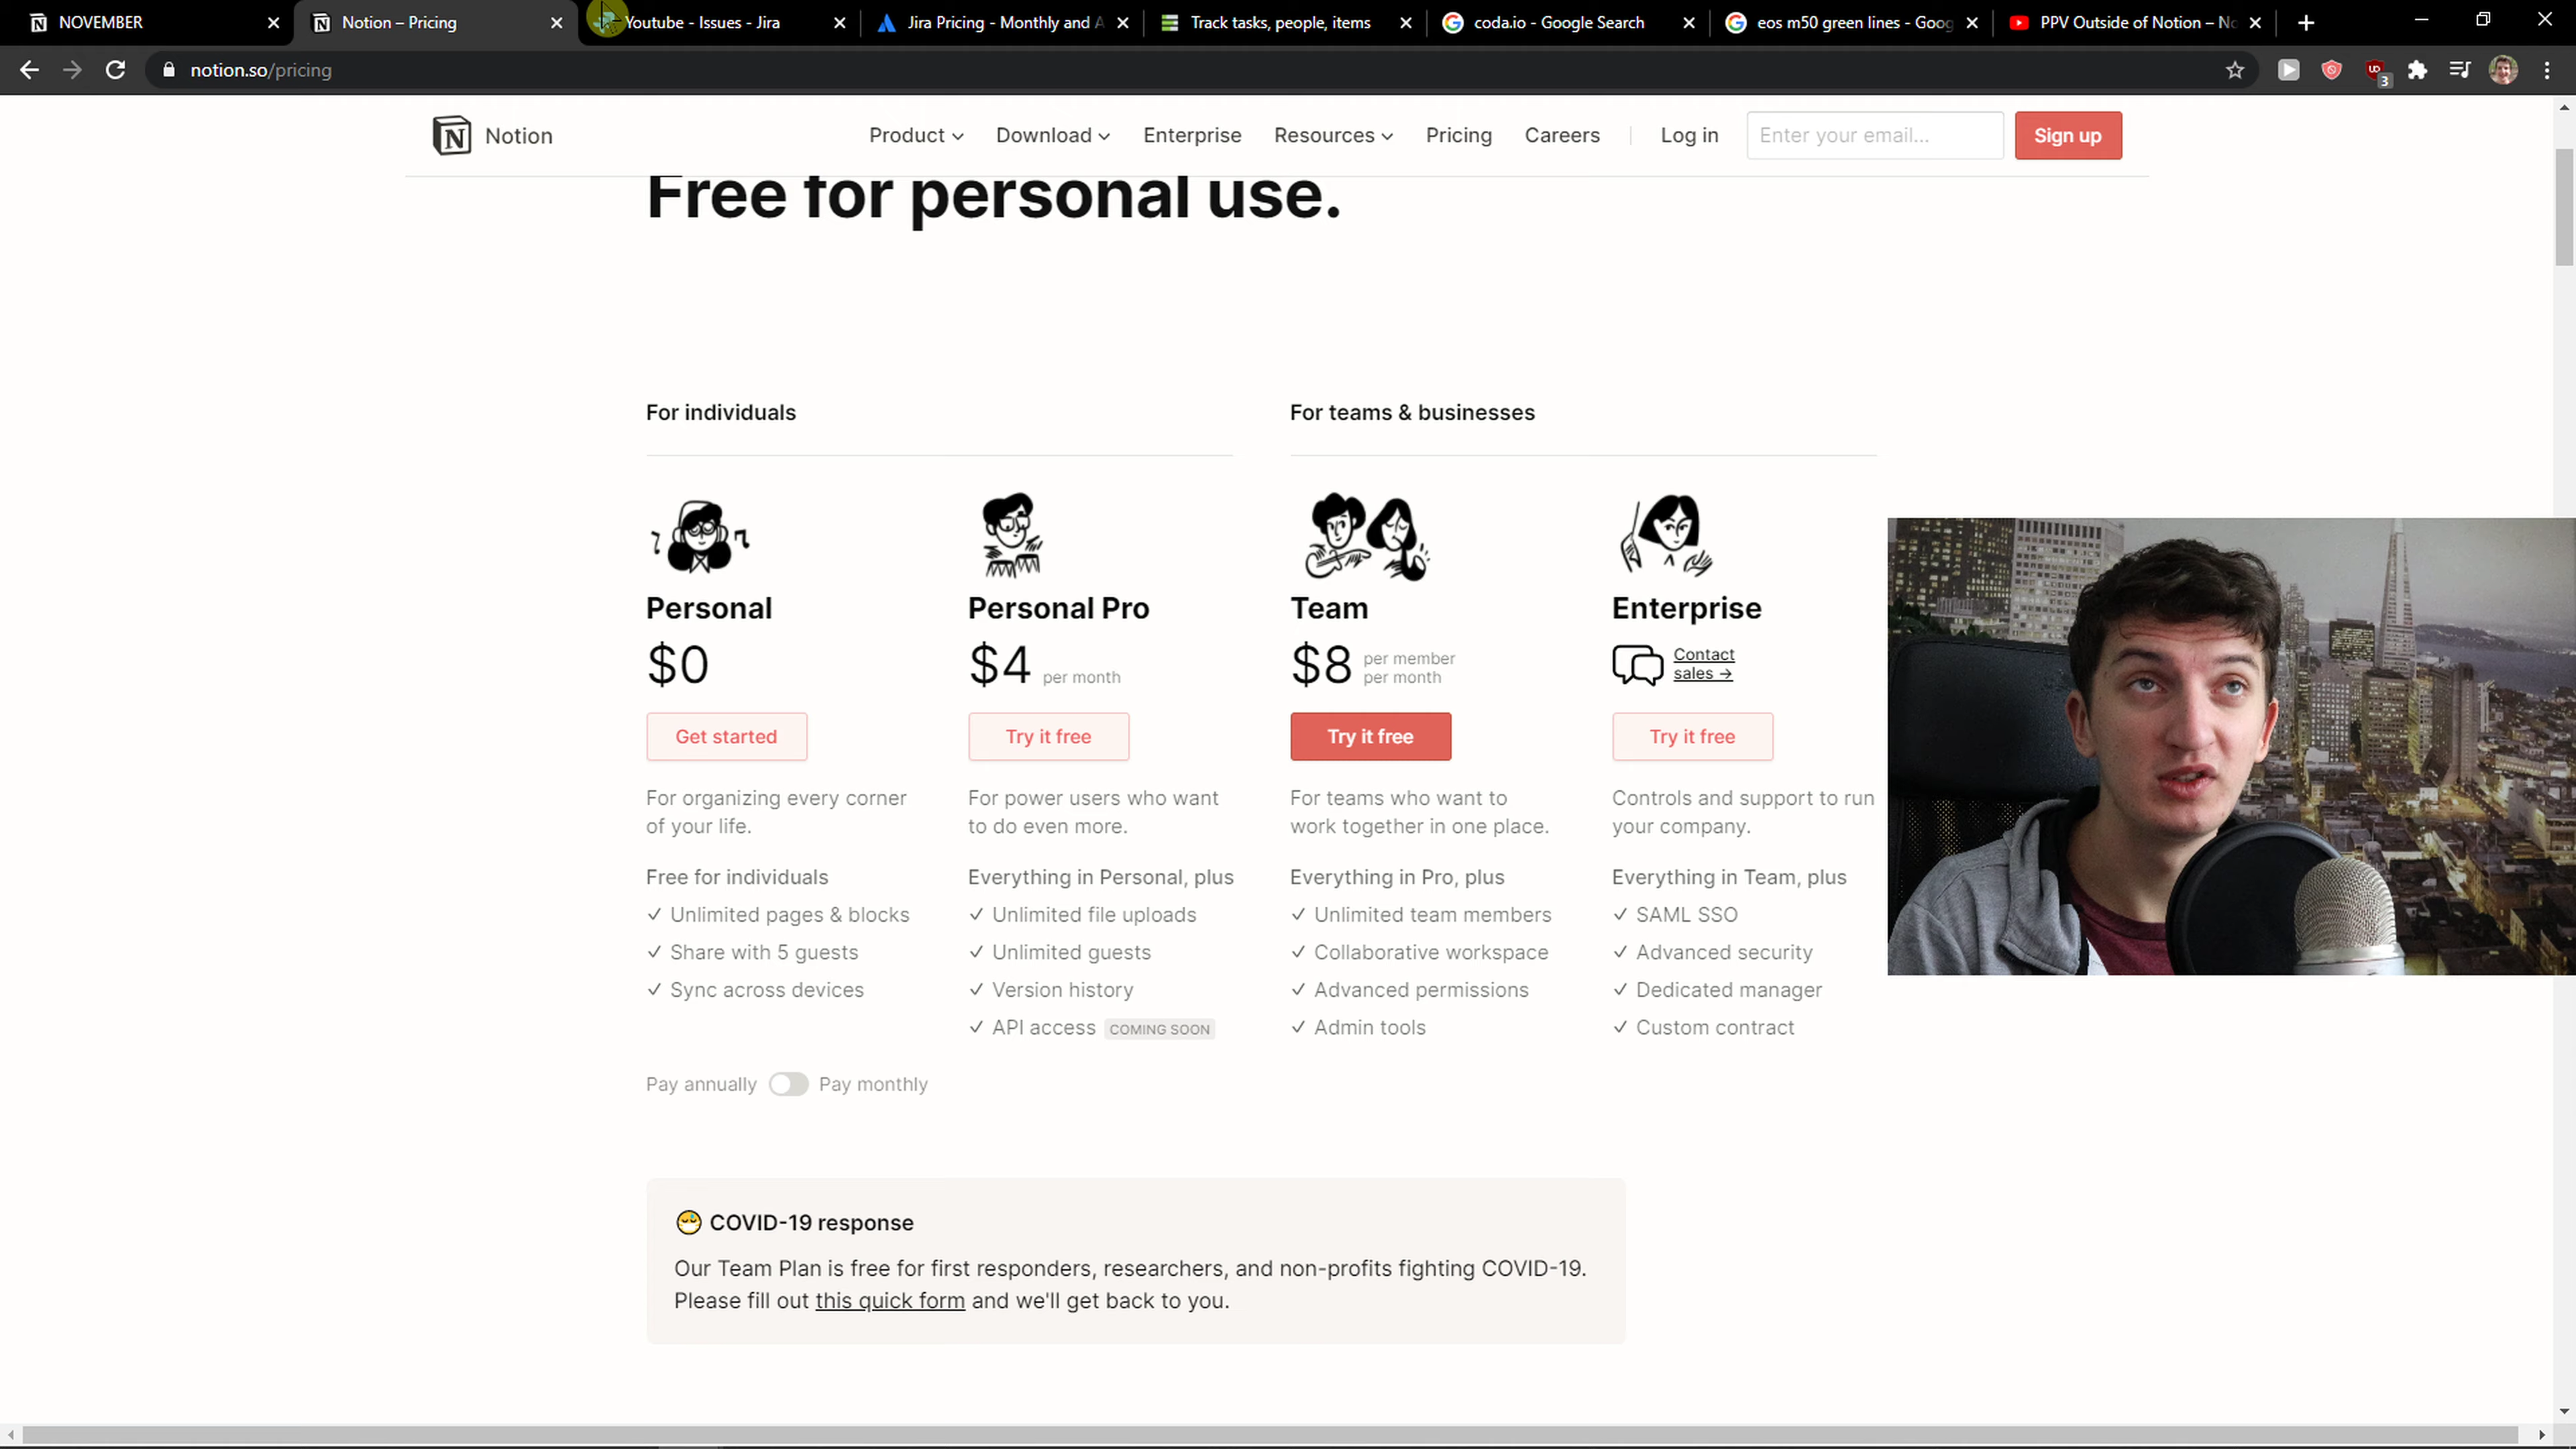 NOVEMBER
Notion – Pricing
Youtube - Issues - Jira
Jira Pricing - Monthly and A
Track tasks, people, items
coda.io - Google Search
eos m50 green lines - Goog
PPV Outside of Notion – No
notion.so/pricing
3
Notion
Product
Download
Enterprise
Resources
Pricing
Careers
Log in
Enter your email...
Sign up
Free for personal use.
For individuals
For teams & businesses
Personal
$0
Get started
For organizing every corner
of your life.
Free for individuals
✓ Unlimited pages & blocks
✓ Share with 5 guests
✓ Sync across devices
Personal Pro
$4 per month
Try it free
For power users who want
to do even more.
Everything in Personal, plus
✓ Unlimited file uploads
✓ Unlimited guests
✓ Version history
✓ API access COMING SOON
Team
$8 per member
per month
Try it free
For teams who want to
work together in one place.
Everything in Pro, plus
✓ Unlimited team members
✓ Collaborative workspace
✓ Advanced permissions
✓ Admin tools
Enterprise
Contact
sales →
Try it free
Controls and support to run
your company.
Everything in Team, plus
✓ SAML SSO
✓ Advanced security
✓ Dedicated manager
✓ Custom contract
Pay annually
Pay monthly
COVID-19 response
Our Team Plan is free for first responders, researchers, and non-profits fighting COVID-19.
Please fill out this quick form and we'll get back to you.